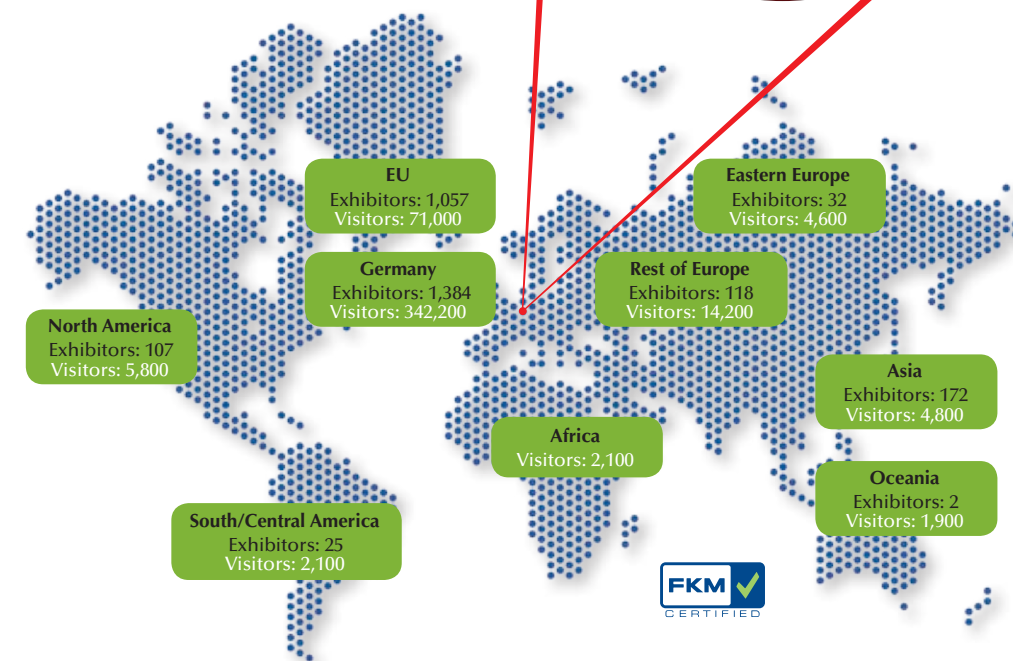 EU
Exhibitors: 1,057
Visitors: 71,000
Eastern Europe
Exhibitors: 32
Visitors: 4,600
Germany
Exhibitors: 1,384
Visitors: 342,200
Rest of Europe
Exhibitors: 118
Visitors: 14,200
North America
Exhibitors: 107
Visitors: 5,800
Asia
Exhibitors: 172
Visitors: 4,800
Africa
Visitors: 2,100
Oceania
Exhibitors: 2
Visitors: 1,900
South/Central America
Exhibitors: 25
Visitors: 2,100
FKM
CERTIFIED